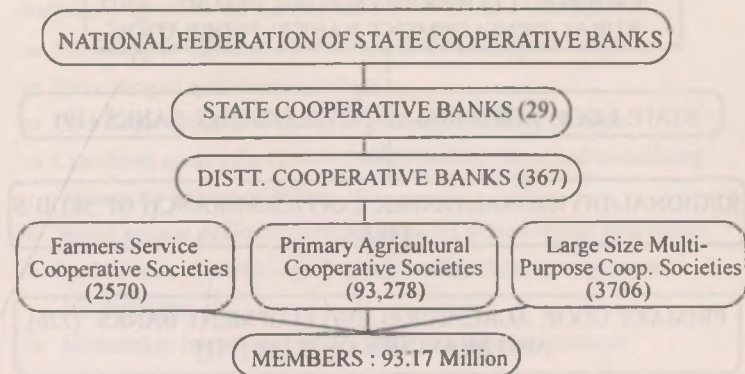 NATIONAL FEDERATION OF STATE COOPERATIVE BANKS
STATE COOPERATIVE BANKS (29)
DISTT. COOPERATIVE BANKS (367)
Farmers Service
Cooperative Societies
(2570)
Primary Agricultural
Cooperative Societies
(93,278)
Large Size Multi-
Purpose Coop. Societies
(3706)
MEMBERS : 93.17 Million